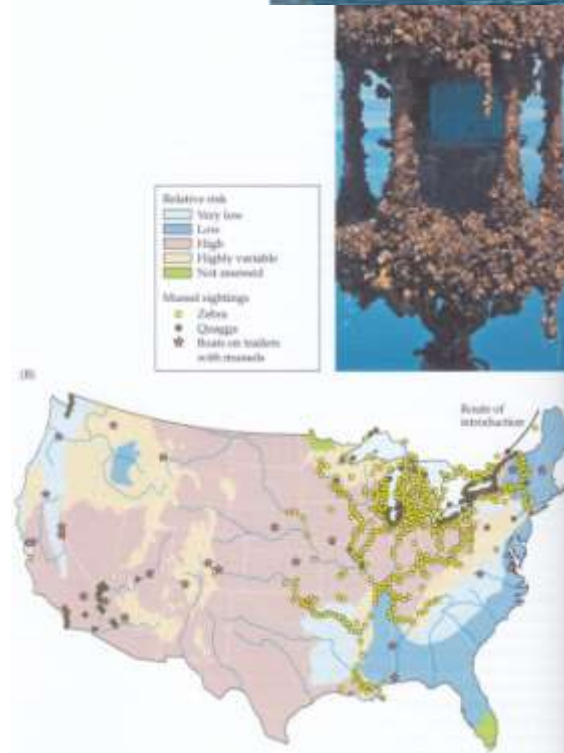 Relative risk
Very low
Low
High
Highly variable
Not assessed
Mussel sightings
Zebra
Quagga
Boats on trailers
with mussels
(B)
Route of
introduction